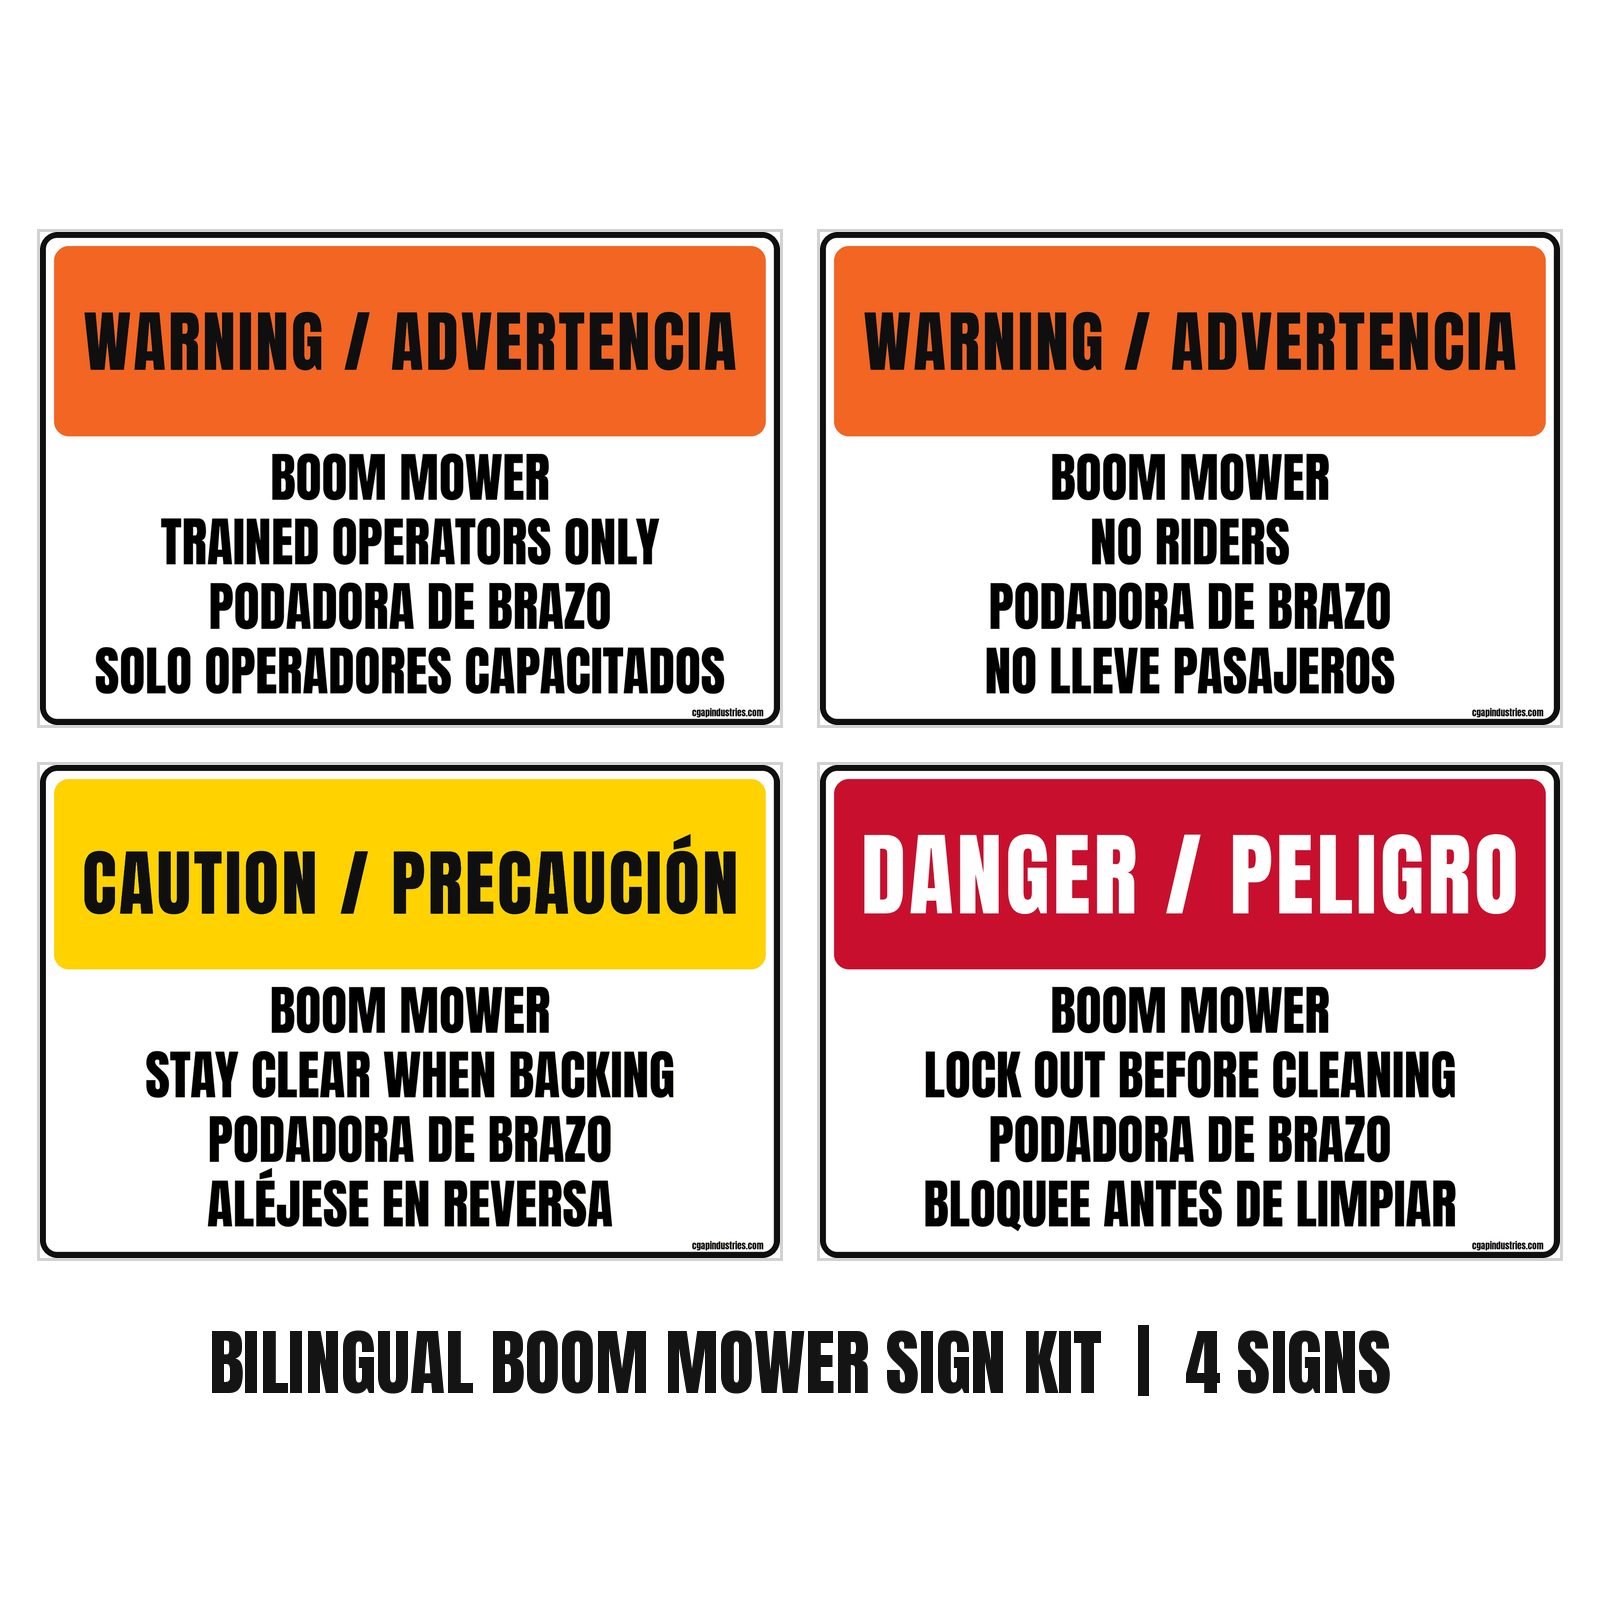 WARNING / ADVERTENCIA
BOOM MOWER
TRAINED OPERATORS ONLY
PODADORA DE BRAZO
SOLO OPERADORES CAPACITADOS
cgapindustries.com
WARNING / ADVERTENCIA
BOOM MOWER
NO RIDERS
PODADORA DE BRAZO
NO LLEVE PASAJEROS
cgapindustries.com
CAUTION / PRECAUCIÓN
BOOM MOWER
STAY CLEAR WHEN BACKING
PODADORA DE BRAZO
ALÉJESE EN REVERSA
cgapindustries.com
DANGER / PELIGRO
BOOM MOWER
LOCK OUT BEFORE CLEANING
PODADORA DE BRAZO
BLOQUEE ANTES DE LIMPIAR
cgapindustries.com
BILINGUAL BOOM MOWER SIGN KIT | 4 SIGNS